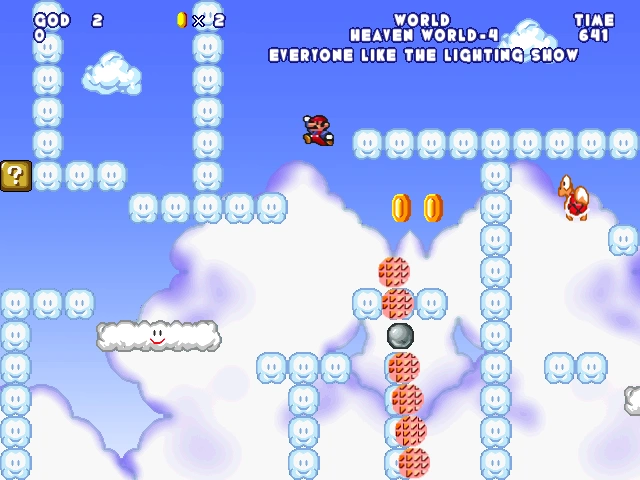 GOD 2
× 2
WORLD
TIME
0
HEAVEN WORLD-4
641
EVERYONE LIKE THE LIGHTING SHOW
?